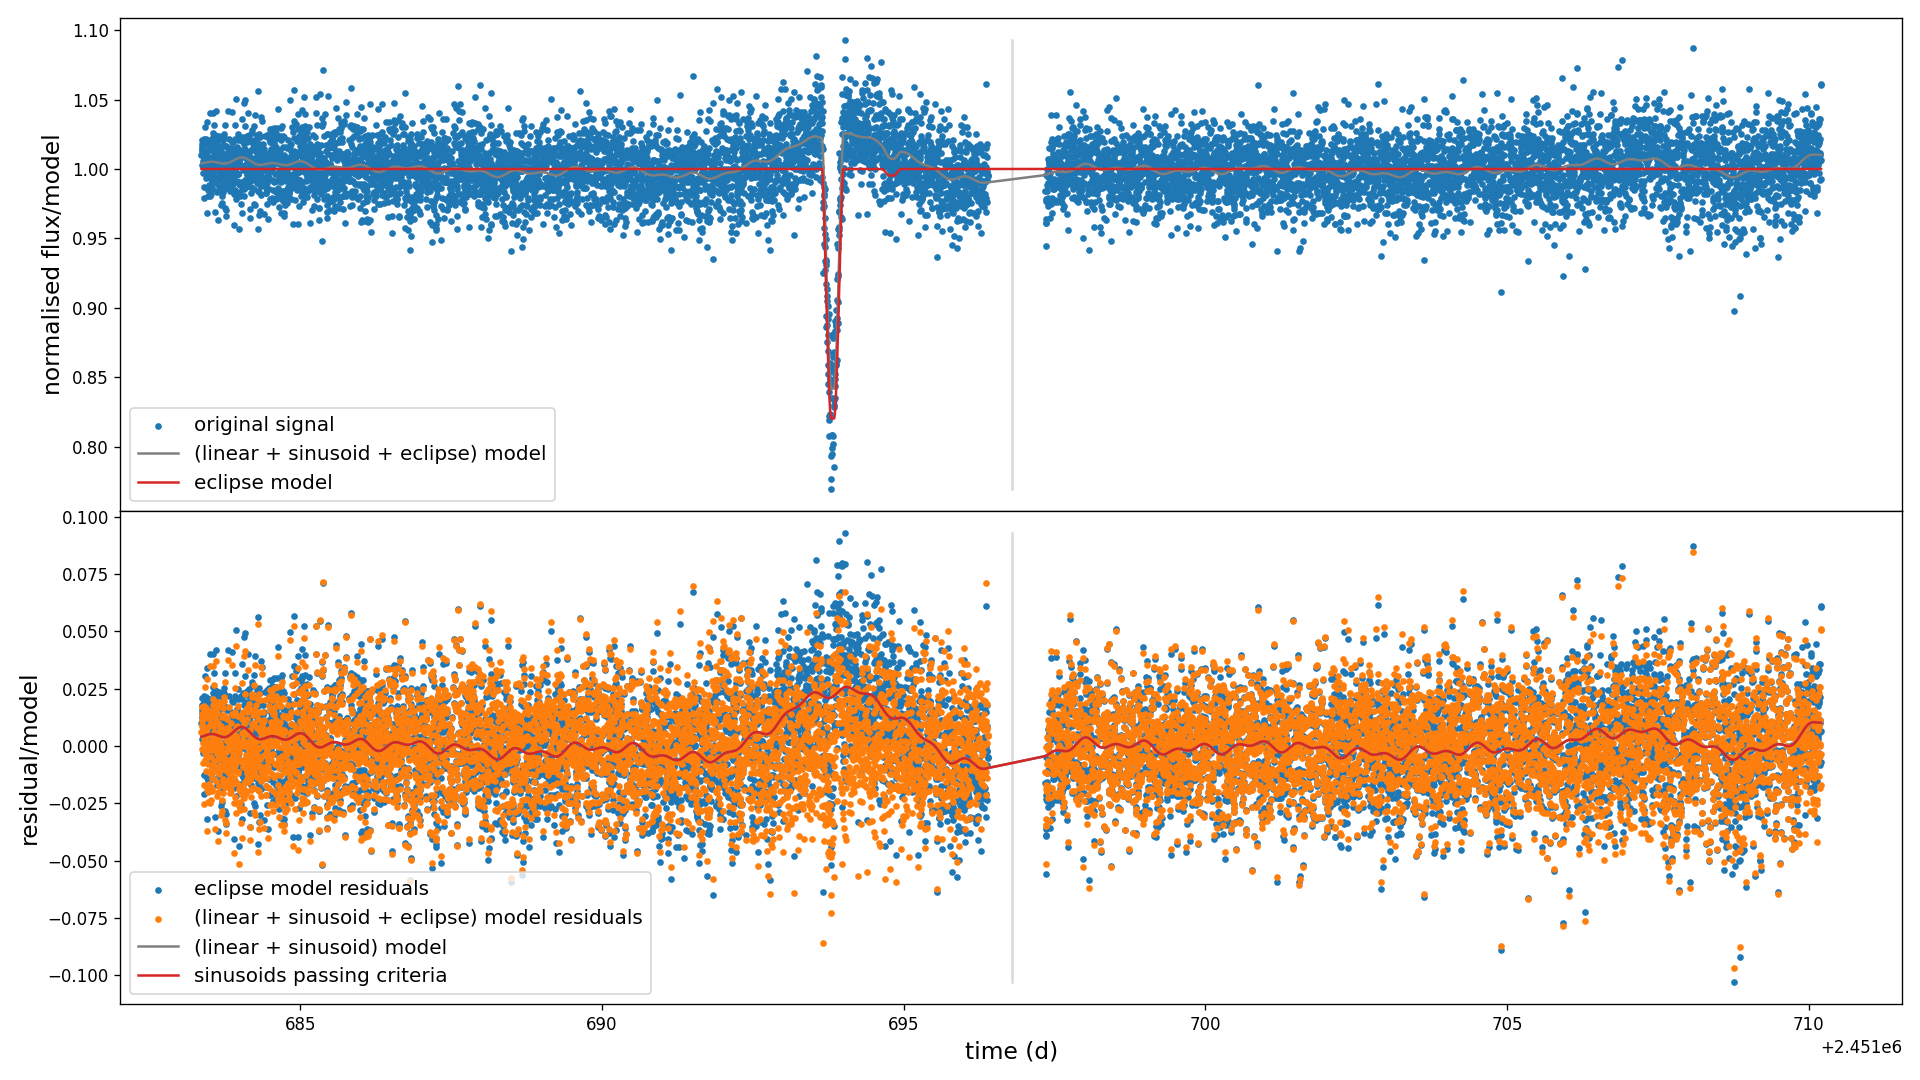 1.10
1.05
1.00
0.95
0.90
0.85
0.80
normalised flux/model
original signal
(linear + sinusoid + eclipse) model
eclipse model
0.100
0.075
0.050
0.025
0.000
−0.025
−0.050
−0.075
−0.100
residual/model
eclipse model residuals
(linear + sinusoid + eclipse) model residuals
(linear + sinusoid) model
sinusoids passing criteria
685 690 695 700 705 710
time (d)
+2.451e6